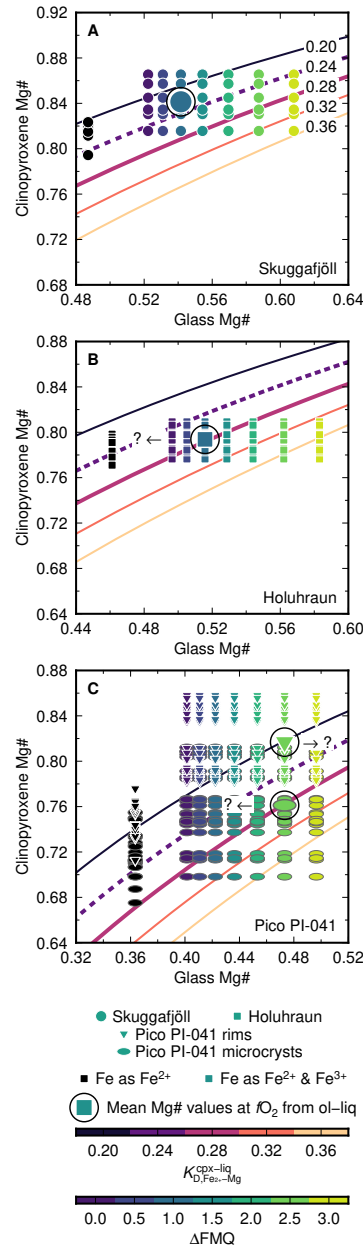 A
0.92
0.88
0.84
0.80
0.76
0.72
0.68
Clinopyroxene Mg#
0.20
0.24
0.28
0.32
0.36
Skuggafjöll
0.48 0.52 0.56 0.60 0.64
Glass Mg#
B
0.88
0.84
0.80
0.76
0.72
0.68
0.64
Clinopyroxene Mg#
? ←
Holuhraun
0.44 0.48 0.52 0.56 0.60
Glass Mg#
C
0.88
0.84
0.80
0.76
0.72
0.68
0.64
Clinopyroxene Mg#
→ ?
? ←
Pico PI-041
0.32 0.36 0.40 0.44 0.48 0.52
Glass Mg#
Skuggafjöll Holuhraun
Pico PI-041 rims
Pico PI-041 microcrysts
Fe as Fe²⁺ Fe as Fe²⁺ & Fe³⁺
Mean Mg# values at fO₂ from ol-liq
0.20 0.24 0.28 0.32 0.36
K cpx−liq D,Fe²⁺−Mg
0.0 0.5 1.0 1.5 2.0 2.5 3.0
ΔFMQ